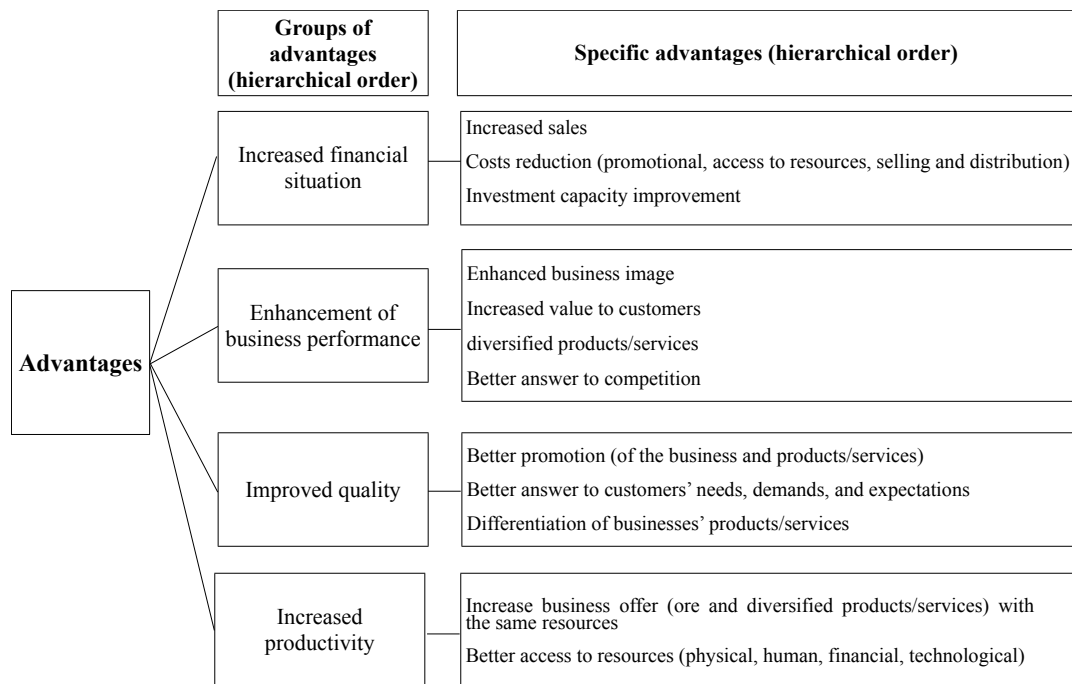 Groups of
advantages
(hierarchical order)
Specific advantages (hierarchical order)
Advantages
Increased financial
situation
Increased sales
Costs reduction (promotional, access to resources, selling and distribution)
Investment capacity improvement
Enhancement of
business performance
Enhanced business image
Increased value to customers
diversified products/services
Better answer to competition
Improved quality
Better promotion (of the business and products/services)
Better answer to customers’ needs, demands, and expectations
Differentiation of businesses’ products/services
Increased
productivity
Increase business offer (ore and diversified products/services) with
the same resources
Better access to resources (physical, human, financial, technological)